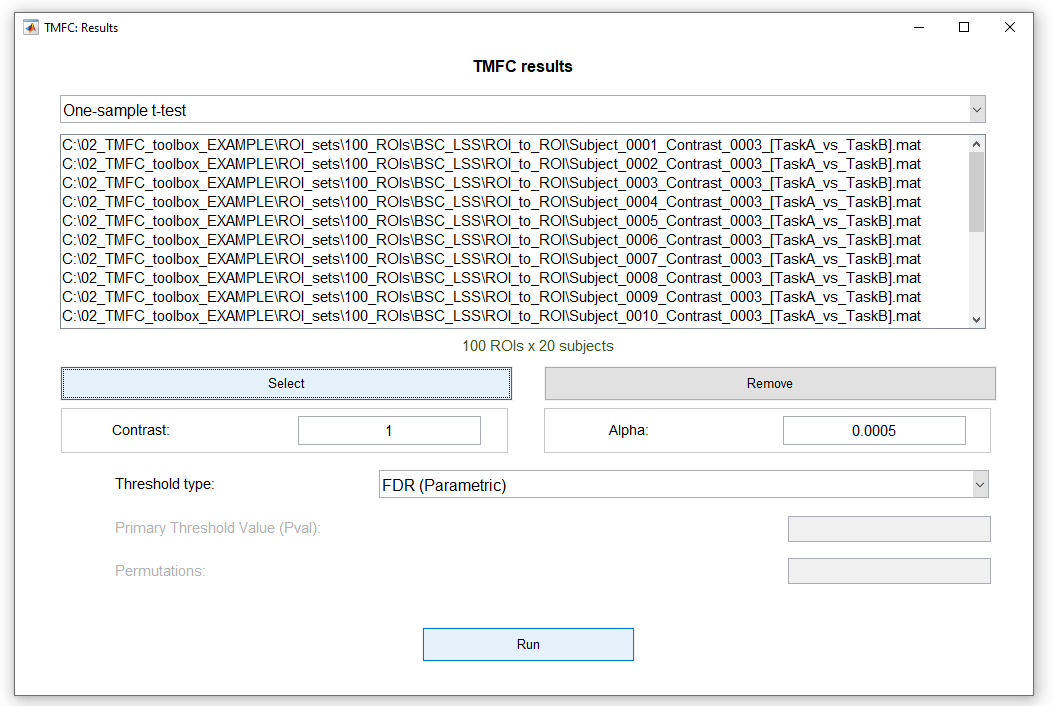 TMFC: Results
TMFC results
One-sample t-test
C:\02_TMFC_toolbox_EXAMPLE\ROI_sets\100_ROIs\BSC_LSS\ROI_to_ROI\Subject_0001_Contrast_0003_[TaskA_vs_TaskB].mat
C:\02_TMFC_toolbox_EXAMPLE\ROI_sets\100_ROIs\BSC_LSS\ROI_to_ROI\Subject_0002_Contrast_0003_[TaskA_vs_TaskB].mat
C:\02_TMFC_toolbox_EXAMPLE\ROI_sets\100_ROIs\BSC_LSS\ROI_to_ROI\Subject_0003_Contrast_0003_[TaskA_vs_TaskB].mat
C:\02_TMFC_toolbox_EXAMPLE\ROI_sets\100_ROIs\BSC_LSS\ROI_to_ROI\Subject_0004_Contrast_0003_[TaskA_vs_TaskB].mat
C:\02_TMFC_toolbox_EXAMPLE\ROI_sets\100_ROIs\BSC_LSS\ROI_to_ROI\Subject_0005_Contrast_0003_[TaskA_vs_TaskB].mat
C:\02_TMFC_toolbox_EXAMPLE\ROI_sets\100_ROIs\BSC_LSS\ROI_to_ROI\Subject_0006_Contrast_0003_[TaskA_vs_TaskB].mat
C:\02_TMFC_toolbox_EXAMPLE\ROI_sets\100_ROIs\BSC_LSS\ROI_to_ROI\Subject_0007_Contrast_0003_[TaskA_vs_TaskB].mat
C:\02_TMFC_toolbox_EXAMPLE\ROI_sets\100_ROIs\BSC_LSS\ROI_to_ROI\Subject_0008_Contrast_0003_[TaskA_vs_TaskB].mat
C:\02_TMFC_toolbox_EXAMPLE\ROI_sets\100_ROIs\BSC_LSS\ROI_to_ROI\Subject_0009_Contrast_0003_[TaskA_vs_TaskB].mat
C:\02_TMFC_toolbox_EXAMPLE\ROI_sets\100_ROIs\BSC_LSS\ROI_to_ROI\Subject_0010_Contrast_0003_[TaskA_vs_TaskB].mat
100 ROIs x 20 subjects
Select Remove
Contrast: 1 Alpha: 0.0005
Threshold type: FDR (Parametric)
Primary Threshold Value (Pval):
Permutations:
Run